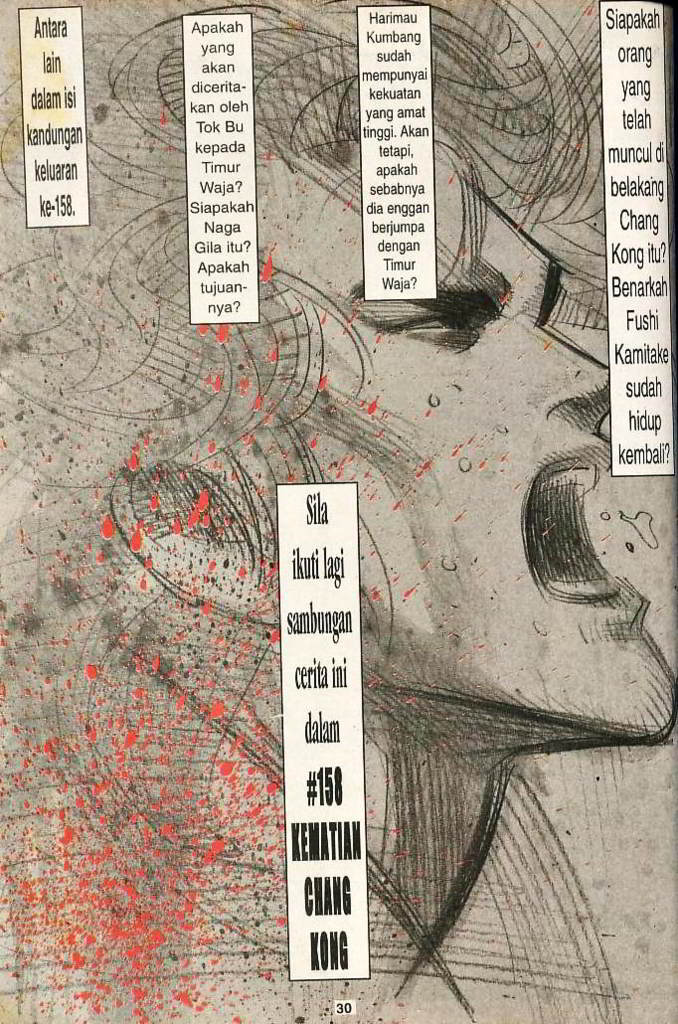 Antara
lain
dalam isi
kandungan
keluaran
ke-158.
Apakah
yang
akan
dicerita-
kan oleh
Tok Bu
kepada
Timur
Waja?
Siapakah
Naga
Gila itu?
Apakah
tujuan-
nya?
Harimau
Kumbang
sudah
mempunyai
kekuatan
yang amat
tinggi. Akan
tetapi,
apakah
sebabnya
dia enggan
berjumpa
dengan
Timur
Waja?
Siapakah
orang
yang
telah
muncul di
belakang
Chang
Kong itu?
Benarkah
Fushi
Kamitake
sudah
hidup
kembali?
Sila
ikuti lagi
sambungan
cerita ini
dalam
#158
KEMATIAN
CHANG
KONG
30